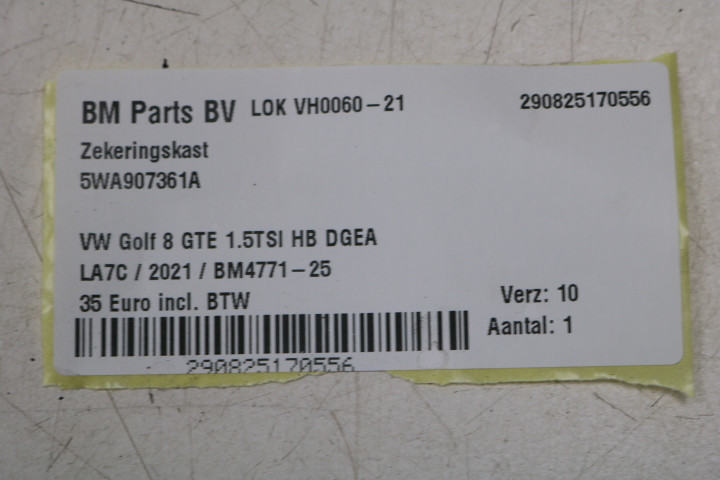 BM Parts BV LOK VH0060-21 290825170556
Zekeringskast
5WA907361A
VW Golf 8 GTE 1.5TSI HB DGEA
LA7C / 2021 / BM4771-25
35 Euro incl. BTW
Verz: 10
Aantal: 1
290825170556